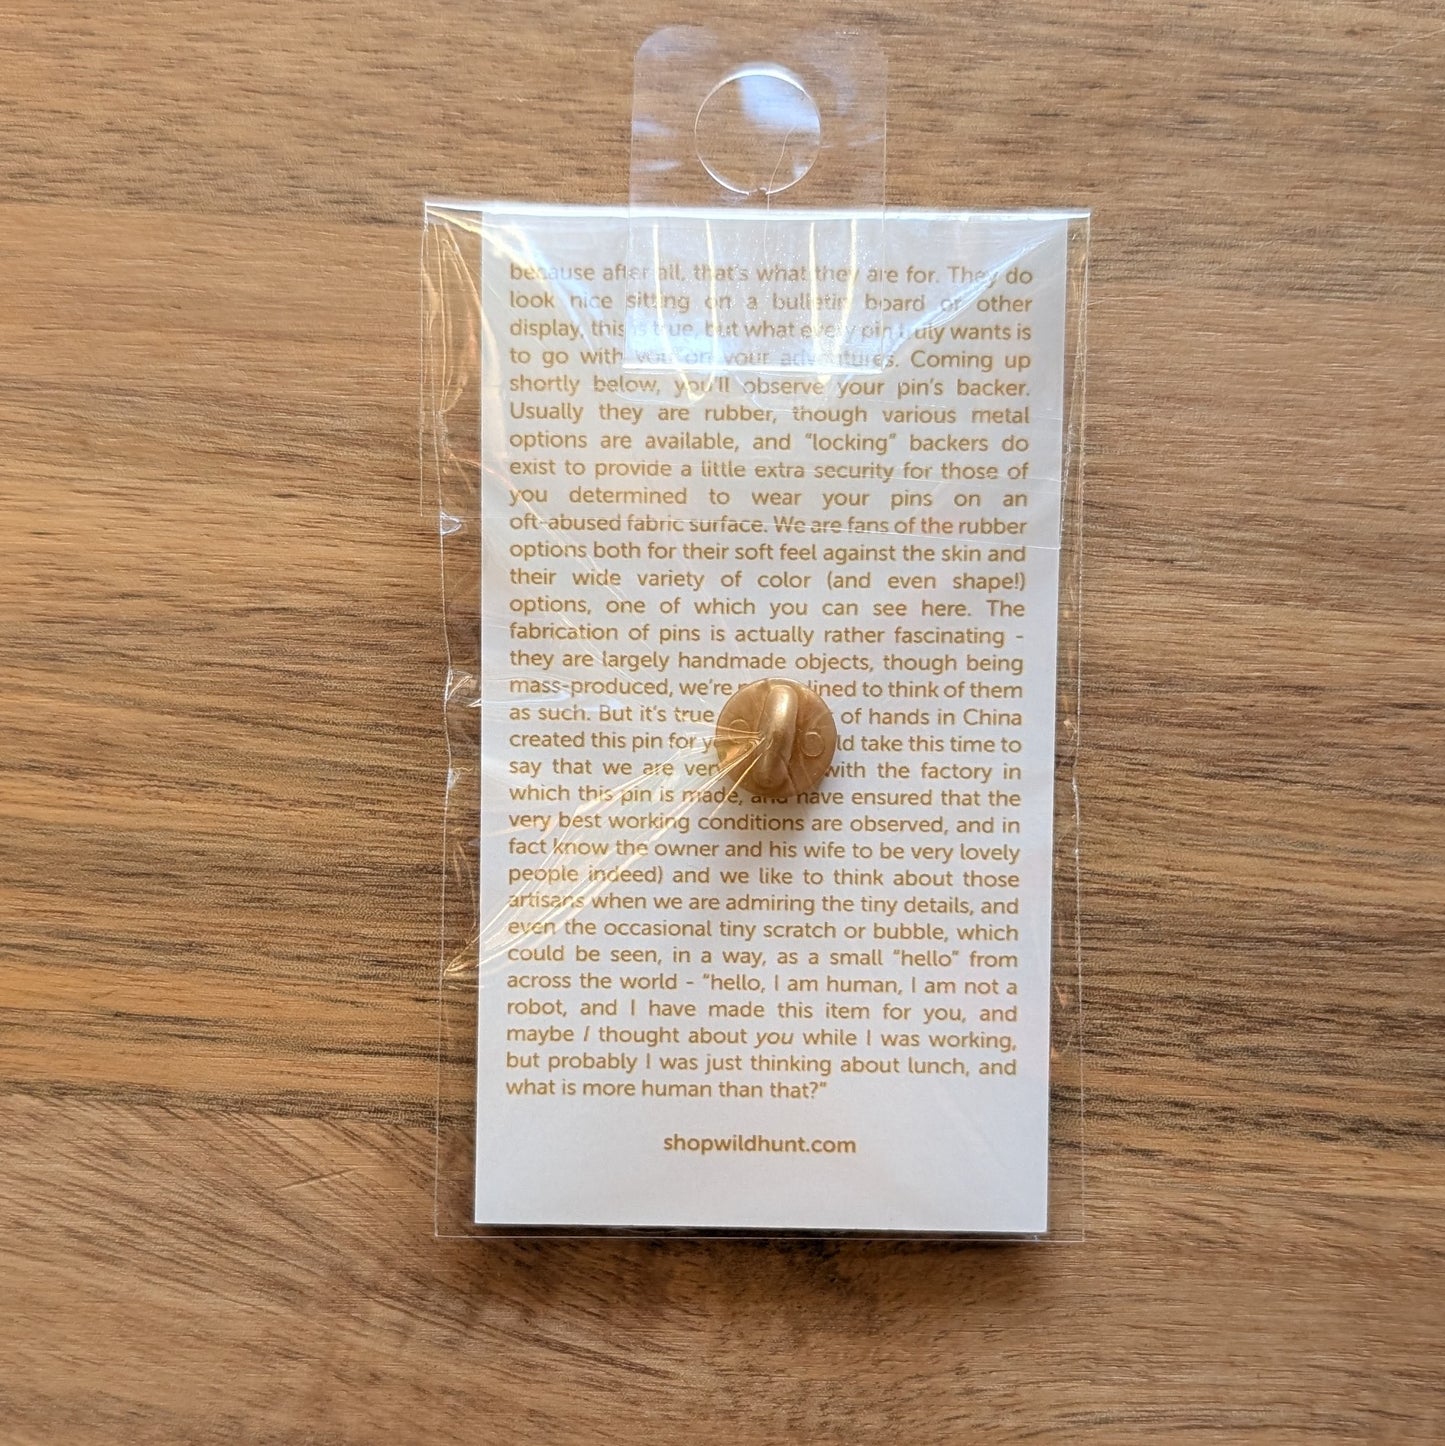 because after all, that's what they are for. They do
look nice sitting on a bulletin board or other
display, this is true, but what every pin truly wants is
to go with you on your adventures. Coming up
shortly below, you'll observe your pin's backer.
Usually they are rubber, though various metal
options are available, and "locking" backers do
exist to provide a little extra security for those of
you determined to wear your pins on an
oft-abused fabric surface. We are fans of the rubber
options both for their soft feel against the skin and
their wide variety of color (and even shape!)
options, one of which you can see here. The
fabrication of pins is actually rather fascinating -
they are largely handmade objects, though being
mass-produced, we're lined to think of them
as such. But it's true of hands in China
created this pin for take this time to
say that we are with the factory in
which this pin is made, and have ensured that the
very best working conditions are observed, and in
fact know the owner and his wife to be very lovely
people indeed) and we like to think about those
artisans when we are admiring the tiny details, and
even the occasional tiny scratch or bubble, which
could be seen, in a way, as a small "hello" from
across the world - "hello, I am human, I am not a
robot, and I have made this item for you, and
maybe I thought about you while I was working,
but probably I was just thinking about lunch, and
what is more human than that?"
shopwildhunt.com